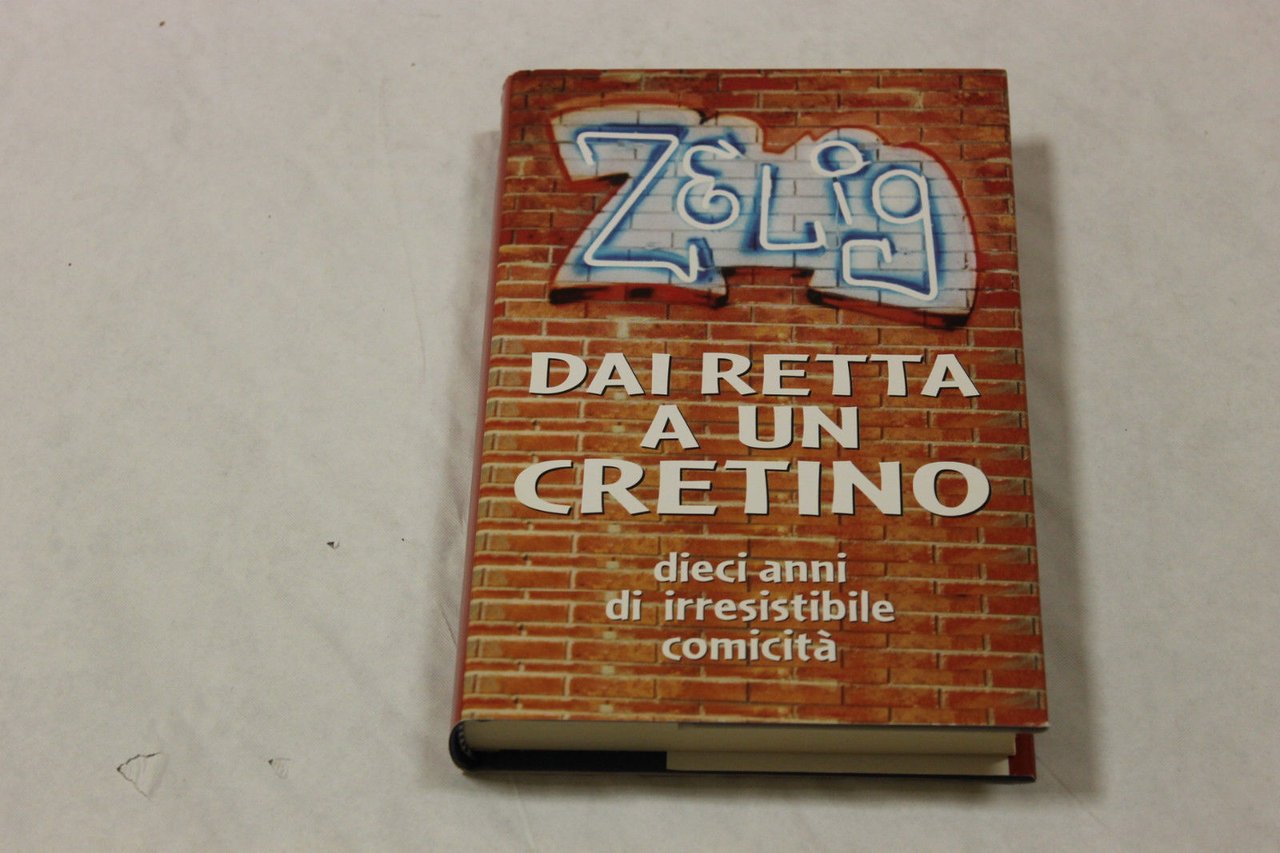 ZELig
DAI RETTA
A UN
CRETINO
dieci anni
di irresistibile
comicità